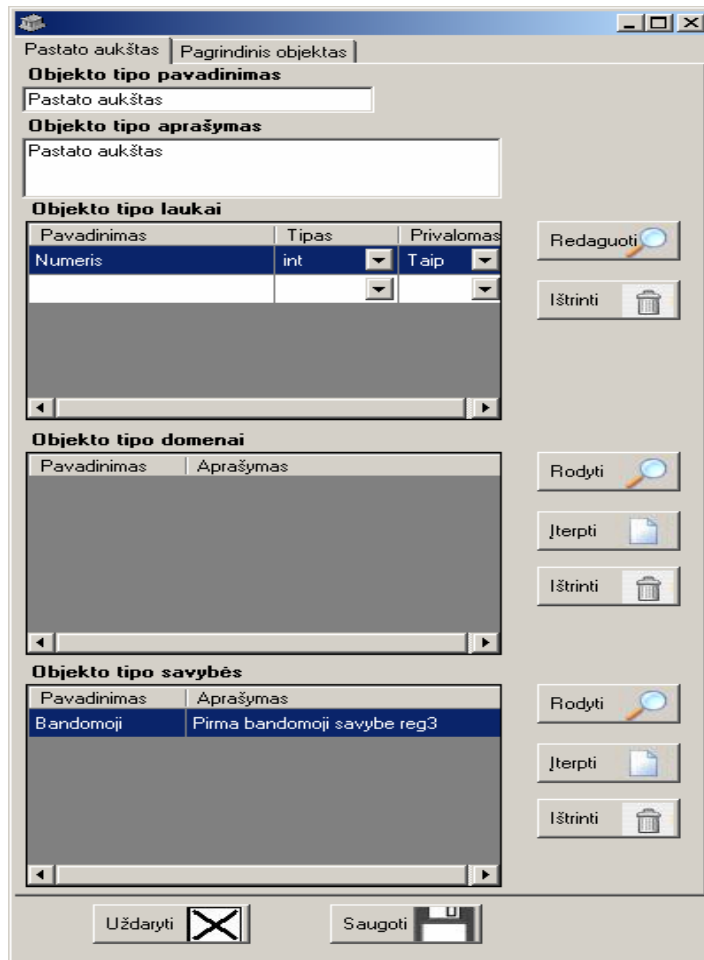 Pastato aukštas Pagrindinis objektas
Objekto tipo pavadinimas
Pastato aukštas
Objekto tipo aprašymas
Pastato aukštas
Objekto tipo laukai
Pavadinimas Tipas Privalomas
Numeris int Taip
Redaguoti
Ištrinti
Objekto tipo domenai
Pavadinimas Aprašymas
Rodyti
Įterpti
Ištrinti
Objekto tipo savybės
Pavadinimas Aprašymas
Bandomoji Pirma bandomoji savybe reg3
Rodyti
Įterpti
Ištrinti
Uždaryti Saugoti